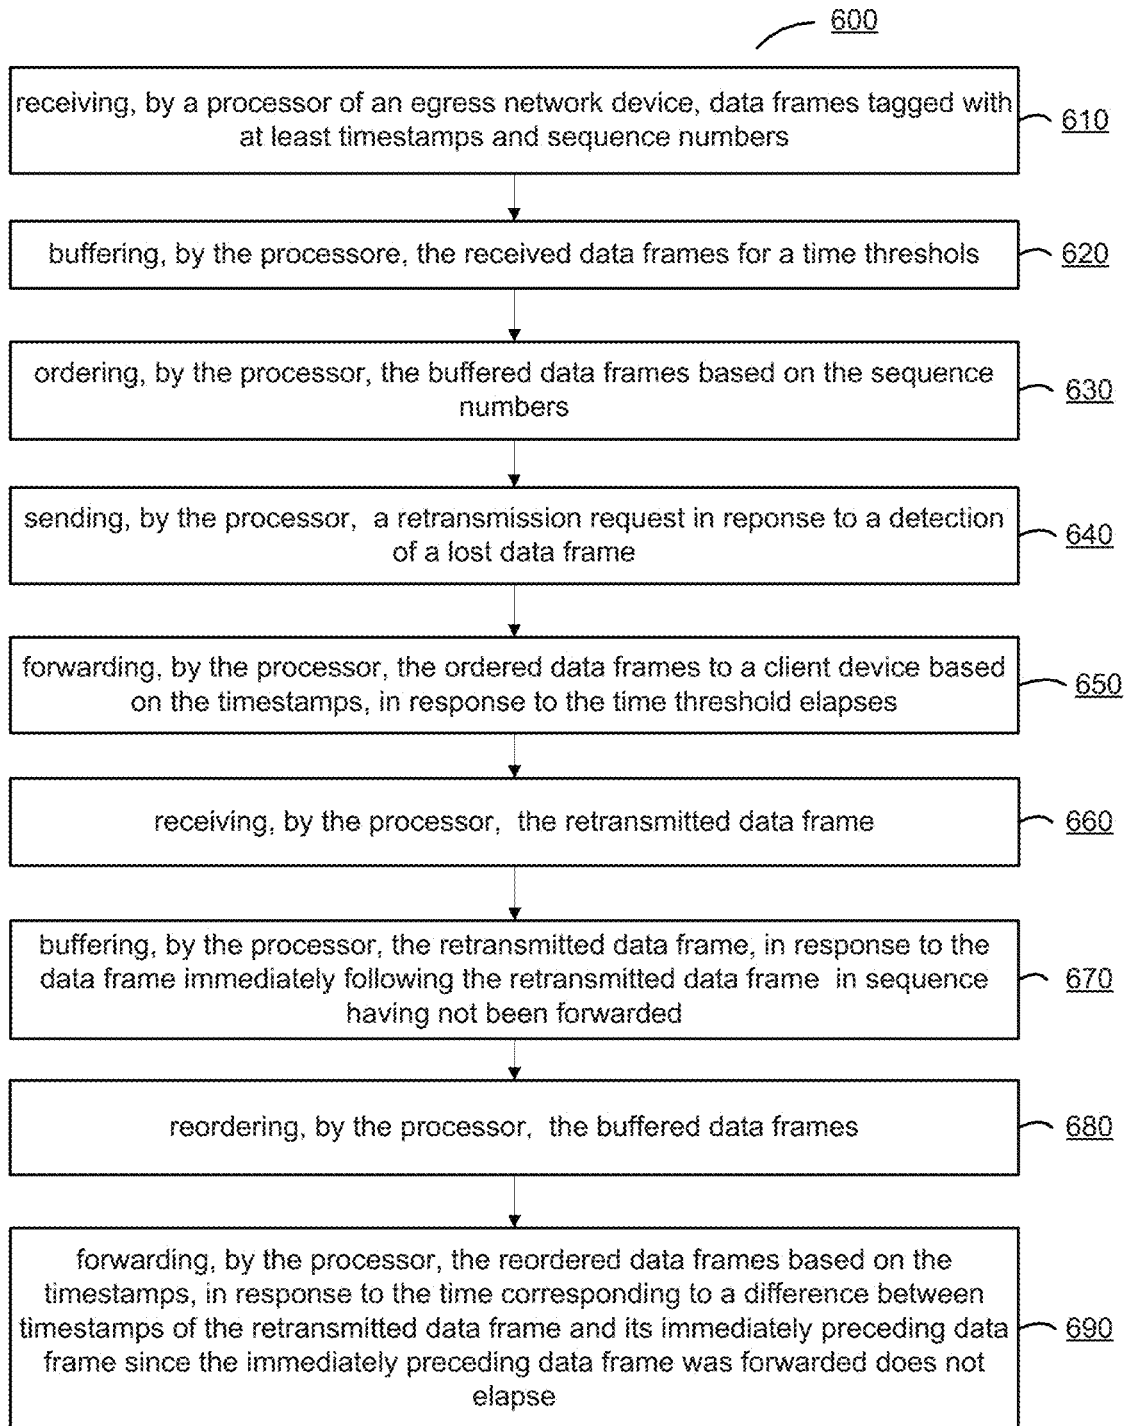 600
receiving, by a processor of an egress network device, data frames tagged with
at least timestamps and sequence numbers
610
buffering, by the processore, the received data frames for a time threshols
620
ordering, by the processor, the buffered data frames based on the sequence
numbers
630
sending, by the processor, a retransmission request in reponse to a detection
of a lost data frame
640
forwarding, by the processor, the ordered data frames to a client device based
on the timestamps, in response to the time threshold elapses
650
receiving, by the processor, the retransmitted data frame
660
buffering, by the processor, the retransmitted data frame, in response to the
data frame immediately following the retransmitted data frame in sequence
having not been forwarded
670
reordering, by the processor, the buffered data frames
680
forwarding, by the processor, the reordered data frames based on the
timestamps, in response to the time corresponding to a difference between
timestamps of the retransmitted data frame and its immediately preceding data
frame since the immediately preceding data frame was forwarded does not
elapse
690